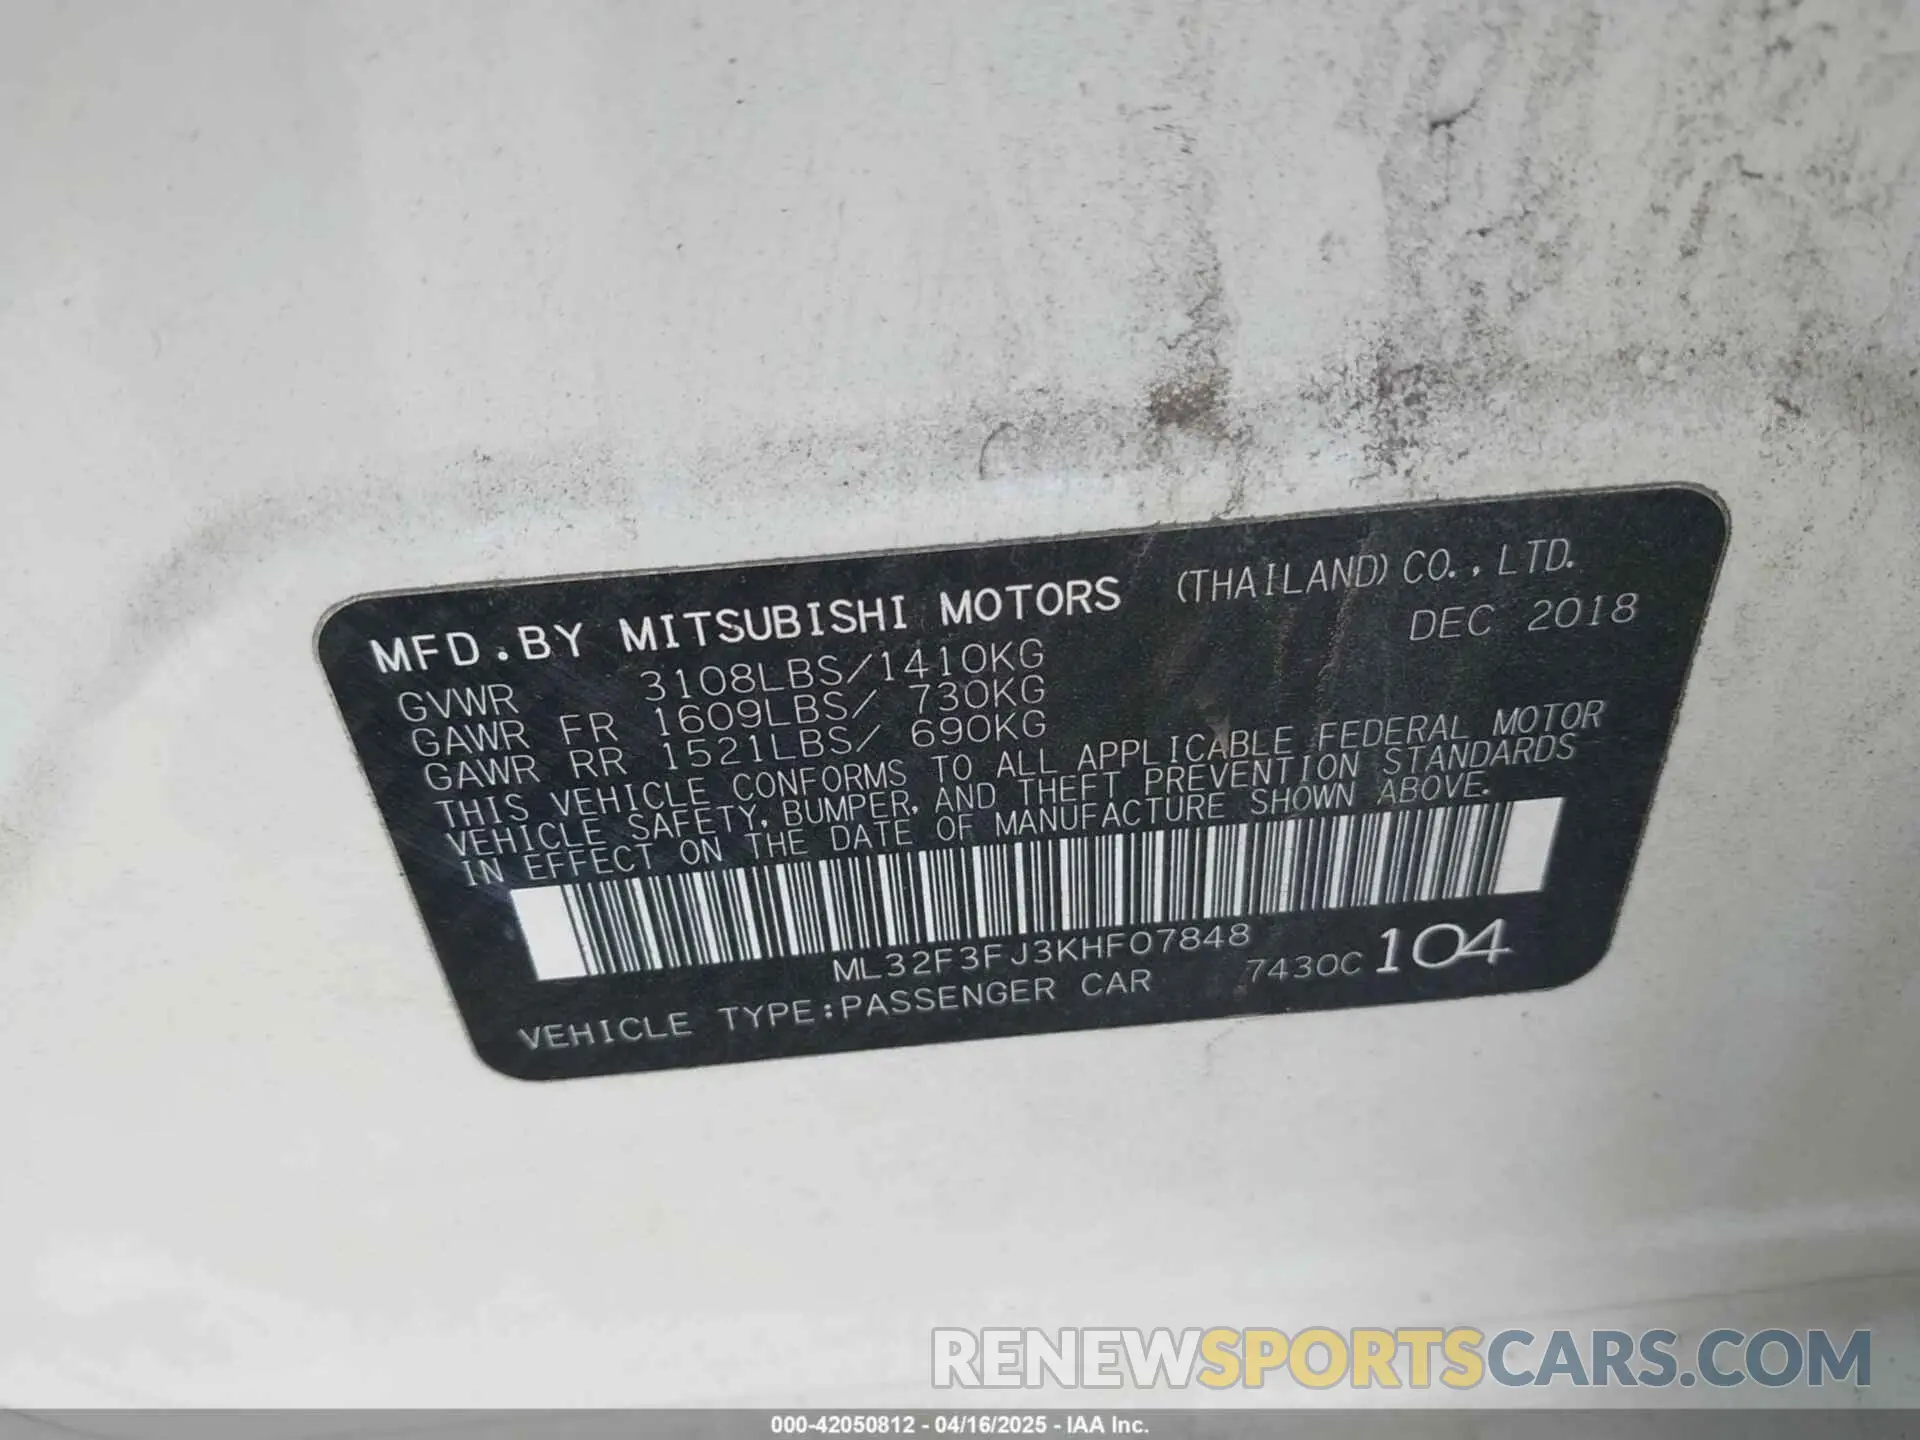 MFD.BY MITSUBISHI MOTORS (THAILAND) CO., LTD.
DEC 2018
GVWR 3108LBS/1410KG
GAWR FR 1609LBS/ 730KG
GAWR RR 1521LBS/ 690KG
THIS VEHICLE CONFORMS TO ALL APPLICABLE FEDERAL MOTOR
VEHICLE SAFETY, BUMPER, AND THEFT PREVENTION STANDARDS
IN EFFECT ON THE DATE OF MANUFACTURE SHOWN ABOVE.
ML32F3FJ3KHF07848
VEHICLE TYPE:PASSENGER CAR 7430C 104
RENEWSPORTSCARS.COM
000-42050812 - 04/16/2025 - IAA Inc.